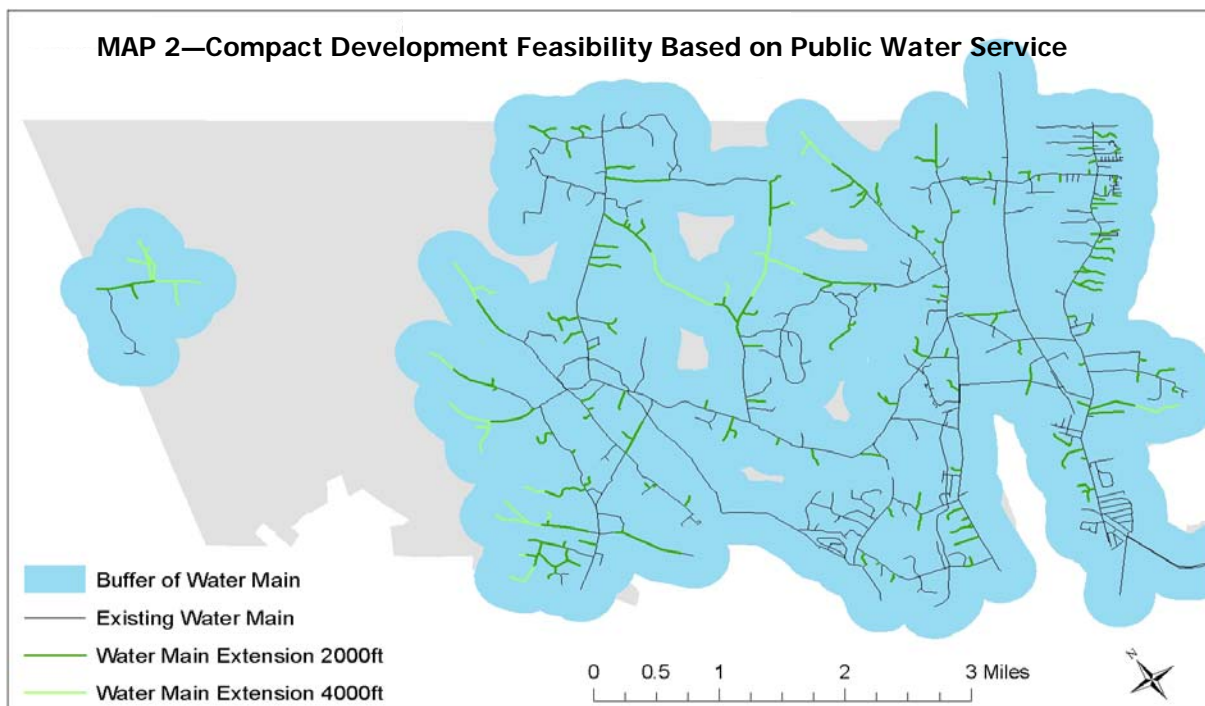 MAP 2—Compact Development Feasibility Based on Public Water Service
Buffer of Water Main
Existing Water Main
Water Main Extension 2000ft
Water Main Extension 4000ft
0 0.5 1 2 3 Miles
N